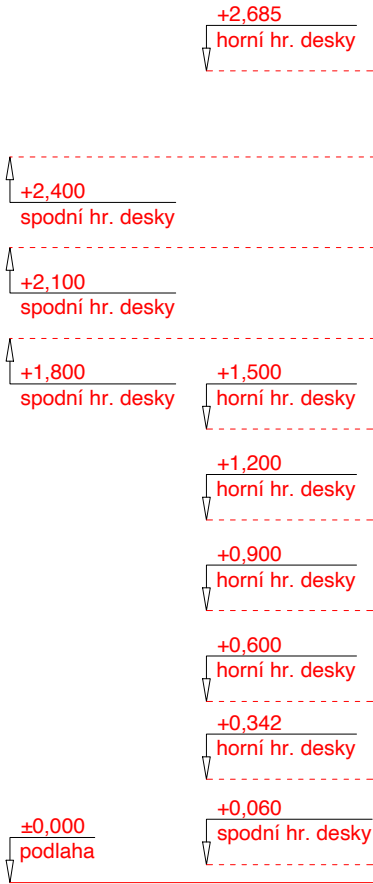 +2,685
horní hr. desky
+2,400
spodní hr. desky
+2,100
spodní hr. desky
+1,800
spodní hr. desky
+1,500
horní hr. desky
+1,200
horní hr. desky
+0,900
horní hr. desky
+0,600
horní hr. desky
+0,342
horní hr. desky
+0,060
spodní hr. desky
±0,000
podlaha